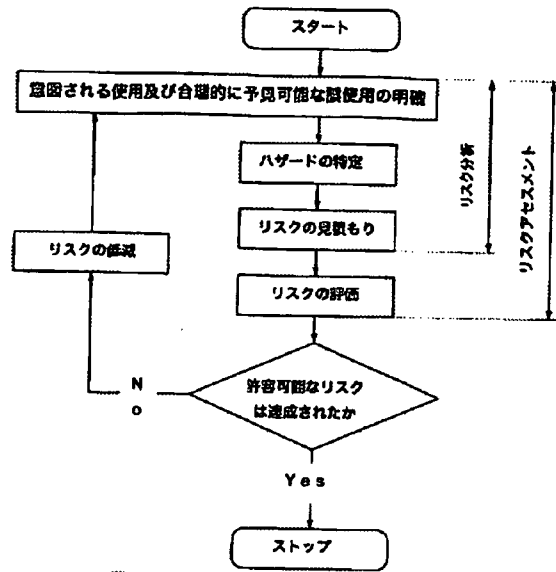 スタート
意図される使用及び合理的に予見可能な誤使用の明確
ハザードの特定
リスクの見積もり
リスクの低減
リスクの評価
リスク分析
リスクアセスメント
許容可能なリスク
は達成されたか
N
o
Yes
ストップ